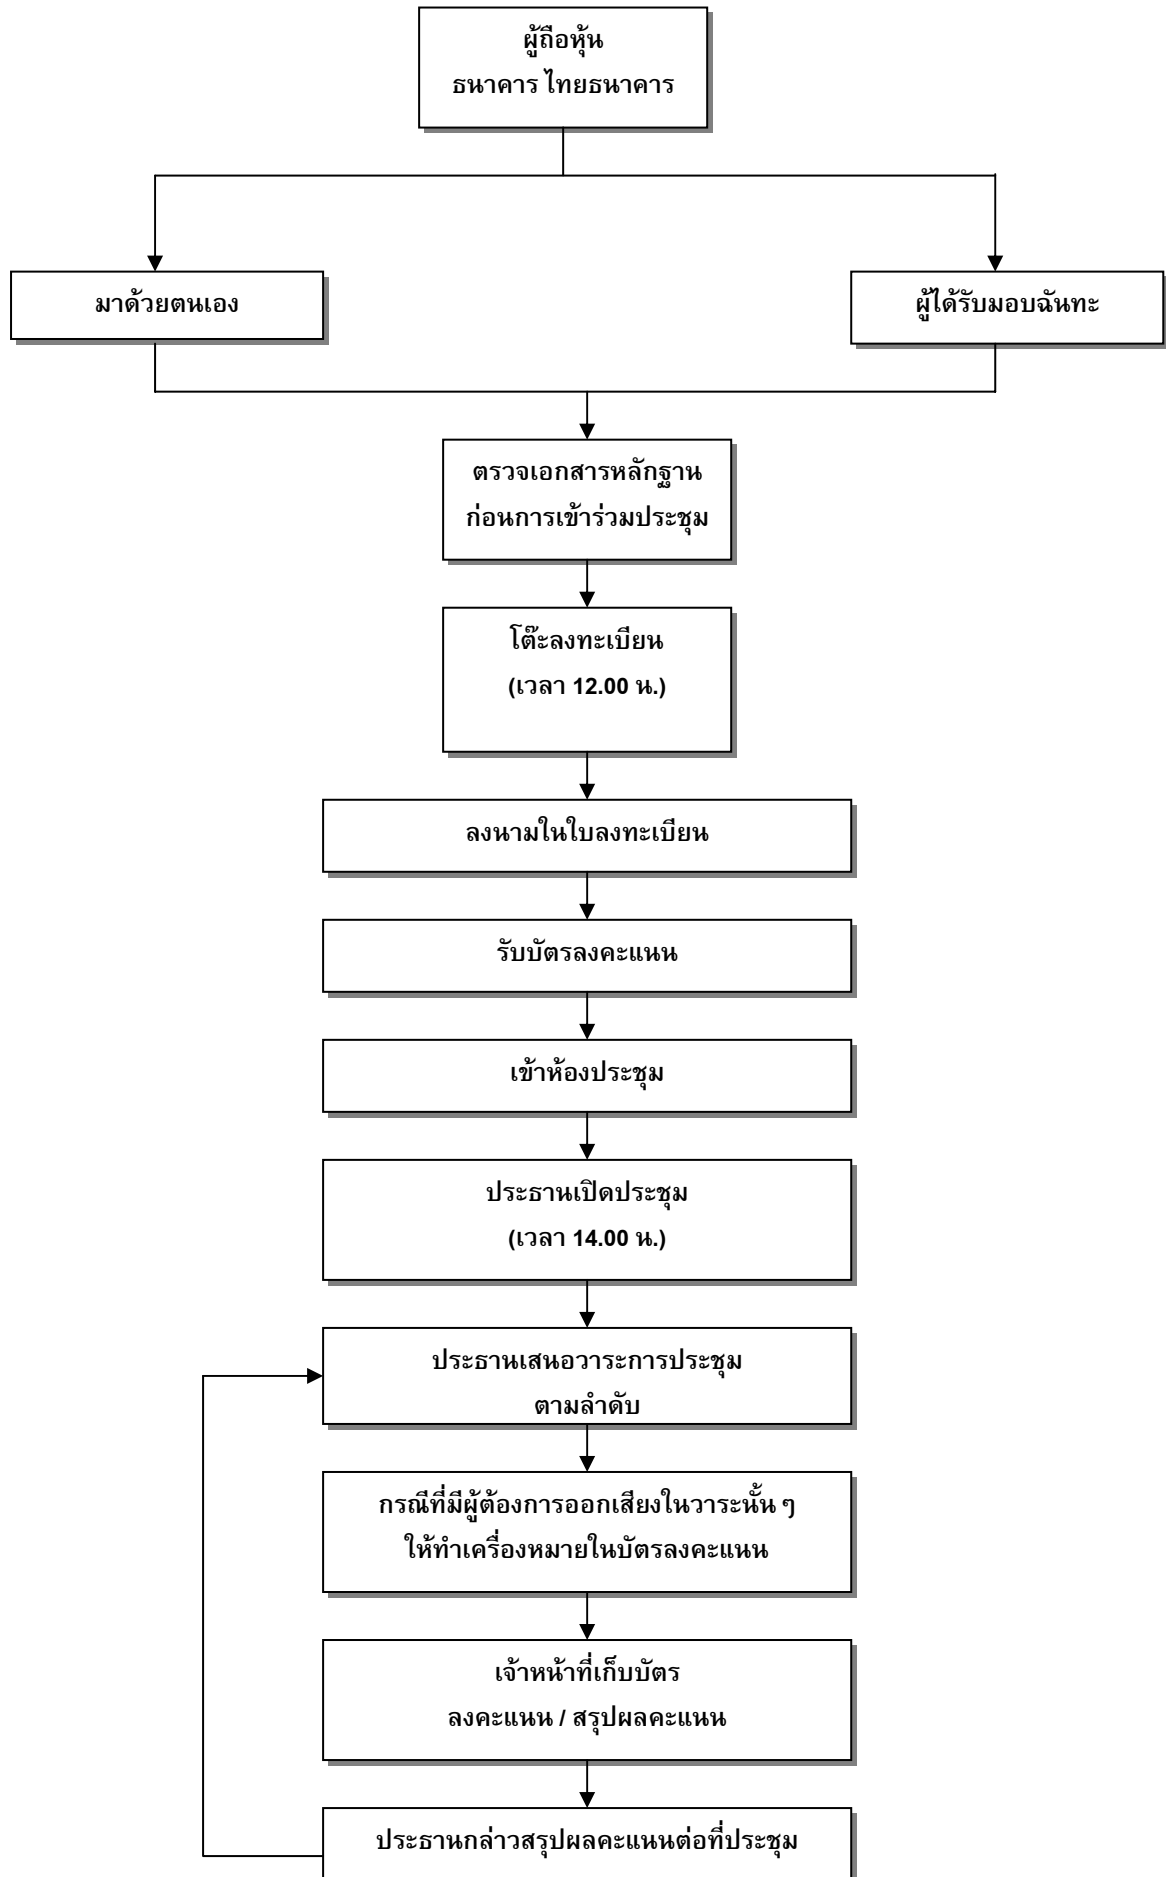 ผู้ถือหุ้น
ธนาคาร ไทยธนาคาร
มาด้วยตนเอง
ผู้ได้รับมอบฉันทะ
ตรวจเอกสารหลักฐาน
ก่อนการเข้าร่วมประชุม
โต๊ะลงทะเบียน
(เวลา 12.00 น.)
ลงนามในใบลงทะเบียน
รับบัตรลงคะแนน
เข้าห้องประชุม
ประธานเปิดประชุม
(เวลา 14.00 น.)
ประธานเสนอวาระการประชุม
ตามลำดับ
กรณีที่มีผู้ต้องการออกเสียงในวาระนั้น ๆ
ให้ทำเครื่องหมายในบัตรลงคะแนน
เจ้าหน้าที่เก็บบัตร
ลงคะแนน / สรุปผลคะแนน
ประธานกล่าวสรุปผลคะแนนต่อที่ประชุม